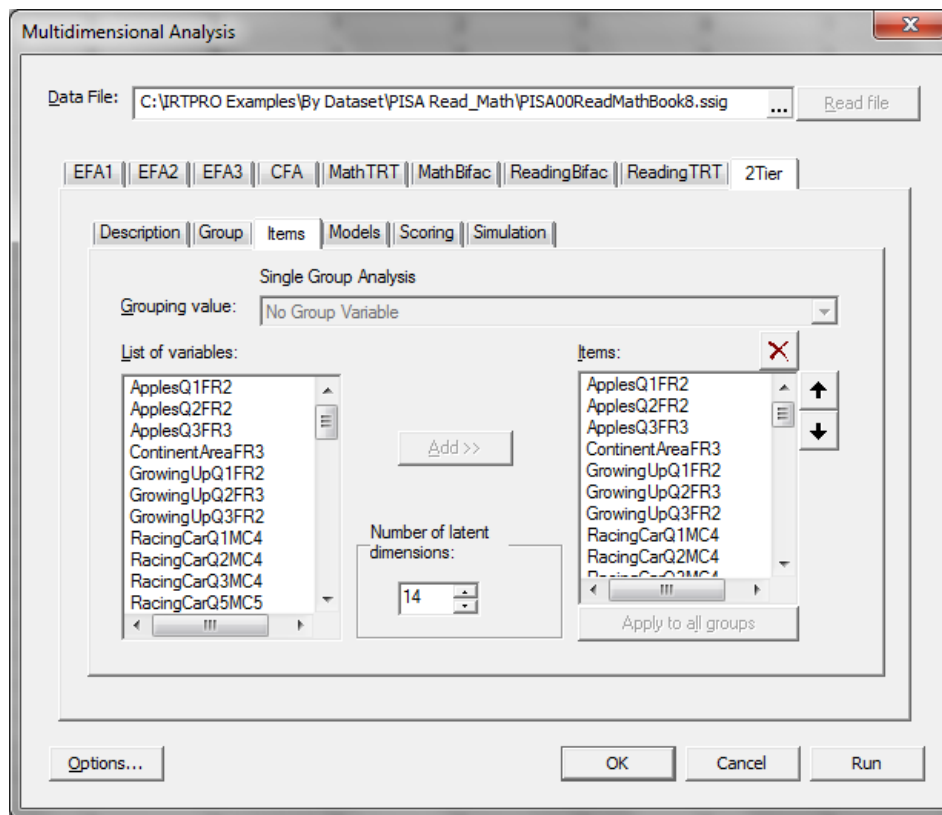 Multidimensional Analysis
Data File: C:\IRTPRO Examples\By Dataset\PISA Read_Math\PISA00ReadMathBook8.ssig ... Read file
EFA1 EFA2 EFA3 CFA MathTRT MathBifac ReadingBifac ReadingTRT 2Tier
Description Group Items Models Scoring Simulation
Single Group Analysis
Grouping value: No Group Variable
List of variables:
ApplesQ1FR2
ApplesQ2FR2
ApplesQ3FR3
ContinentAreaFR3
GrowingUpQ1FR2
GrowingUpQ2FR3
GrowingUpQ3FR2
RacingCarQ1MC4
RacingCarQ2MC4
RacingCarQ3MC4
RacingCarQ5MC5
Add >>
Number of latent
dimensions:
14
Items:
ApplesQ1FR2
ApplesQ2FR2
ApplesQ3FR3
ContinentAreaFR3
GrowingUpQ1FR2
GrowingUpQ2FR3
GrowingUpQ3FR2
RacingCarQ1MC4
RacingCarQ2MC4
RacingCarQ3MC4
Apply to all groups
Options... OK Cancel Run